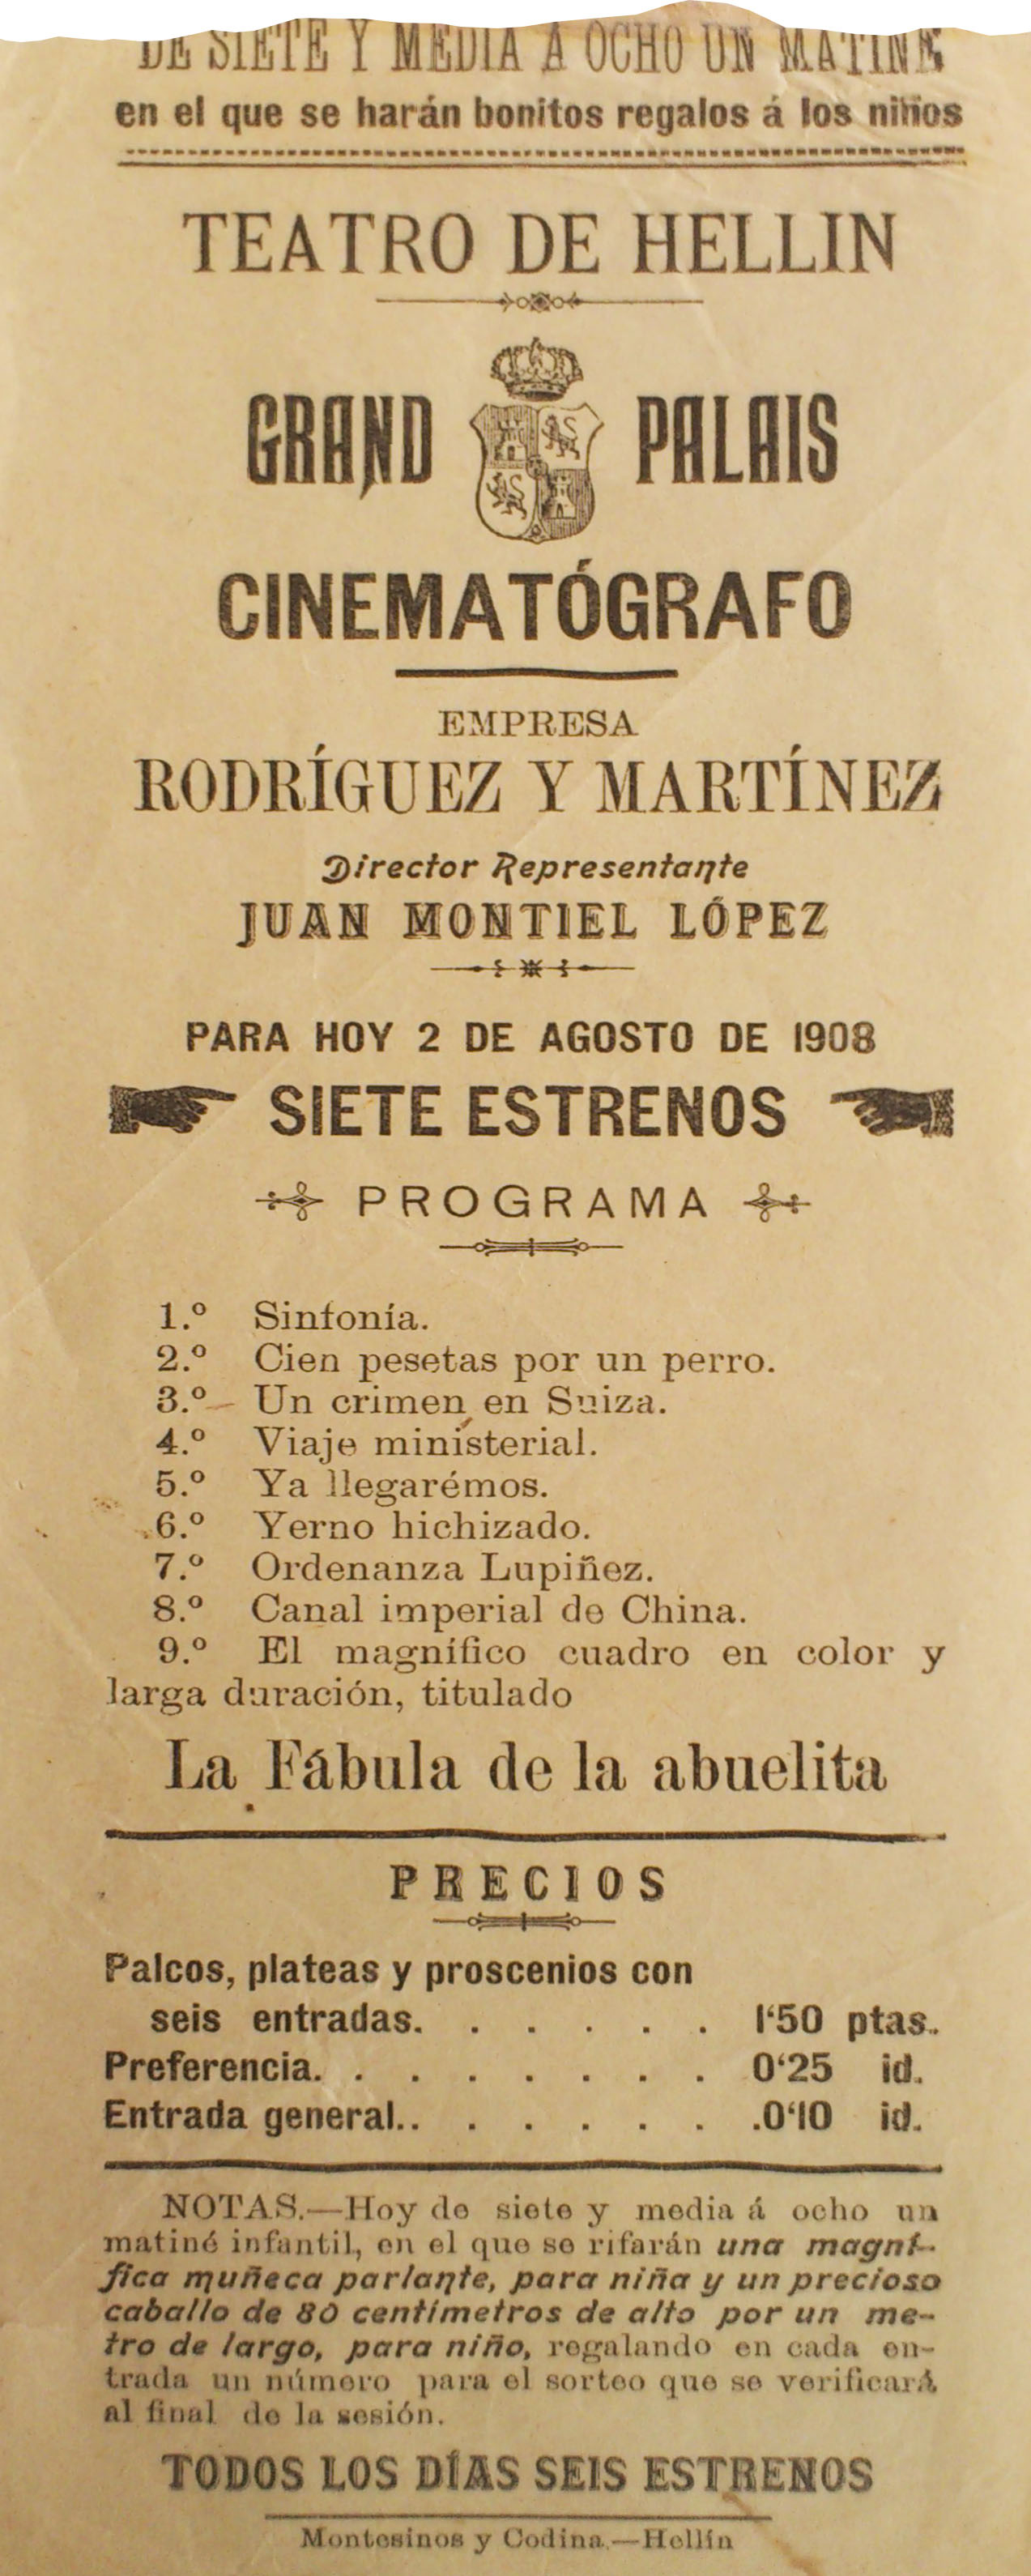 DE SIETE Y MEDIA A OCHO UN MATINÉ
en el que se harán bonitos regalos á los niños
TEATRO DE HELLIN
GRAND PALAIS
CINEMATÓGRAFO
EMPRESA
RODRÍGUEZ Y MARTÍNEZ
Director Representante
JUAN MONTIEL LÓPEZ
PARA HOY 2 DE AGOSTO DE 1908
SIETE ESTRENOS
PROGRAMA
1.º Sinfonía.
2.º Cien pesetas por un perro.
3.º Un crimen en Suiza.
4.º Viaje ministerial.
5.º Ya llegarémos.
6.º Yerno hichizado.
7.º Ordenanza Lupiñez.
8.º Canal imperial de China.
9.º El magnífico cuadro en color y
larga duración, titulado
La Fábula de la abuelita
PRECIOS
Palcos, plateas y proscenios con
seis entradas. . . . . . . 1‘50 ptas.
Preferencia. . . . . . . . . 0‘25 id.
Entrada general.. . . . . . .0‘10 id.
NOTAS.—Hoy de siete y media á ocho un
matiné infantil, en el que se rifarán una magní-
fica muñeca parlante, para niña y un precioso
caballo de 80 centímetros de alto por un me-
tro de largo, para niño, regalando en cada en-
trada un número para el sorteo que se verificará
al final de la sesión.
TODOS LOS DÍAS SEIS ESTRENOS
Montesinos y Codina.—Hellín